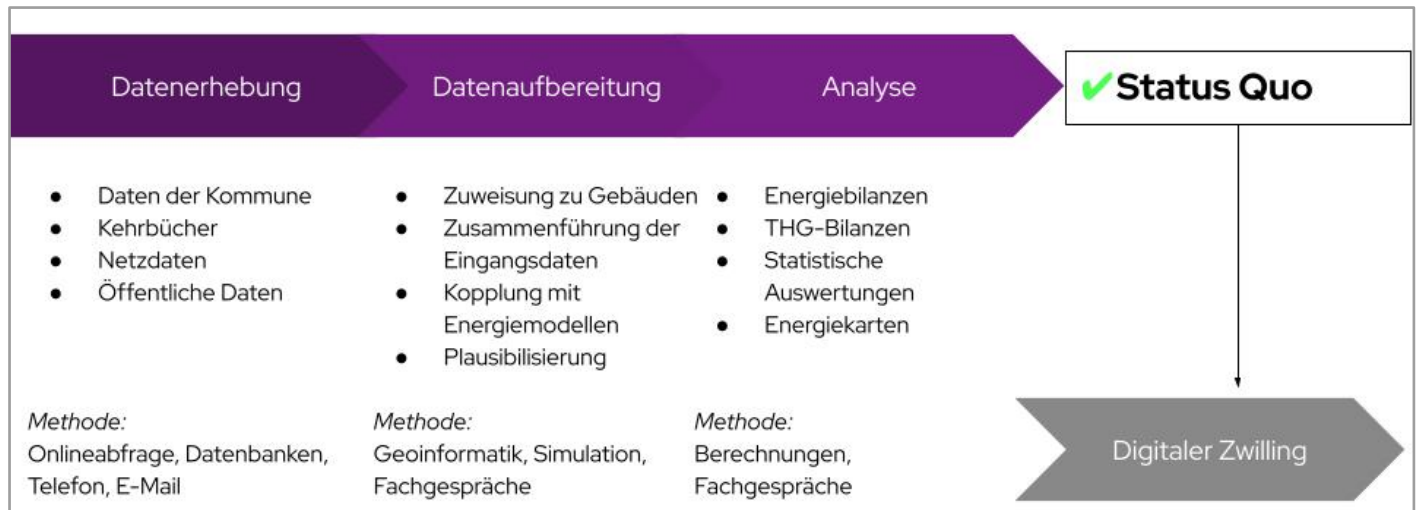 Datenerhebung
Datenaufbereitung
Analyse
✔Status Quo
● Daten der Kommune
● Kehrbücher
● Netzdaten
● Öffentliche Daten
● Zuweisung zu Gebäuden
● Zusammenführung der
Eingangsdaten
● Kopplung mit
Energiemodellen
● Plausibilisierung
● Energiebilanzen
● THG-Bilanzen
● Statistische
Auswertungen
● Energiekarten
Methode:
Onlineabfrage, Datenbanken,
Telefon, E-Mail
Methode:
Geoinformatik, Simulation,
Fachgespräche
Methode:
Berechnungen,
Fachgespräche
Digitaler Zwilling